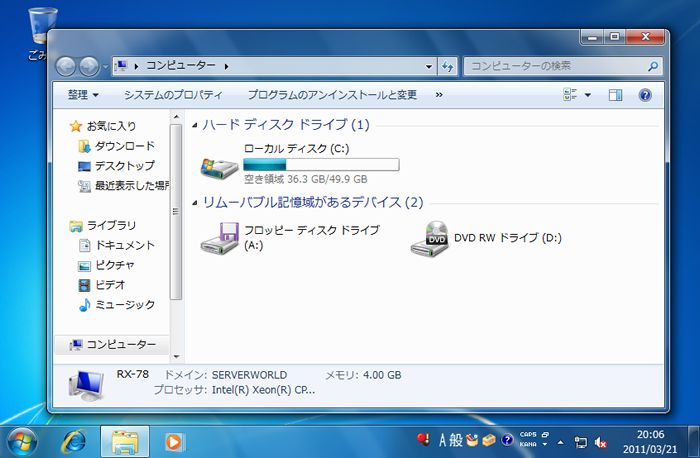 ごみ
コンピューター
コンピューターの検索
整理
システムのプロパティ
プログラムのアンインストールと変更
»
お気に入り
ダウンロード
デスクトップ
最近表示した場所
ライブラリ
ドキュメント
ピクチャ
ビデオ
ミュージック
コンピューター
ハード ディスク ドライブ (1)
ローカル ディスク (C:)
空き領域 36.3 GB/49.9 GB
リムーバブル記憶域があるデバイス (2)
フロッピー ディスク ドライブ
(A:)
DVD
DVD RW ドライブ (D:)
RX-78
ドメイン: SERVERWORLD
メモリ: 4.00 GB
プロセッサ: Intel(R) Xeon(R) CP...
A 般
CAPS
KANA
20:06
2011/03/21